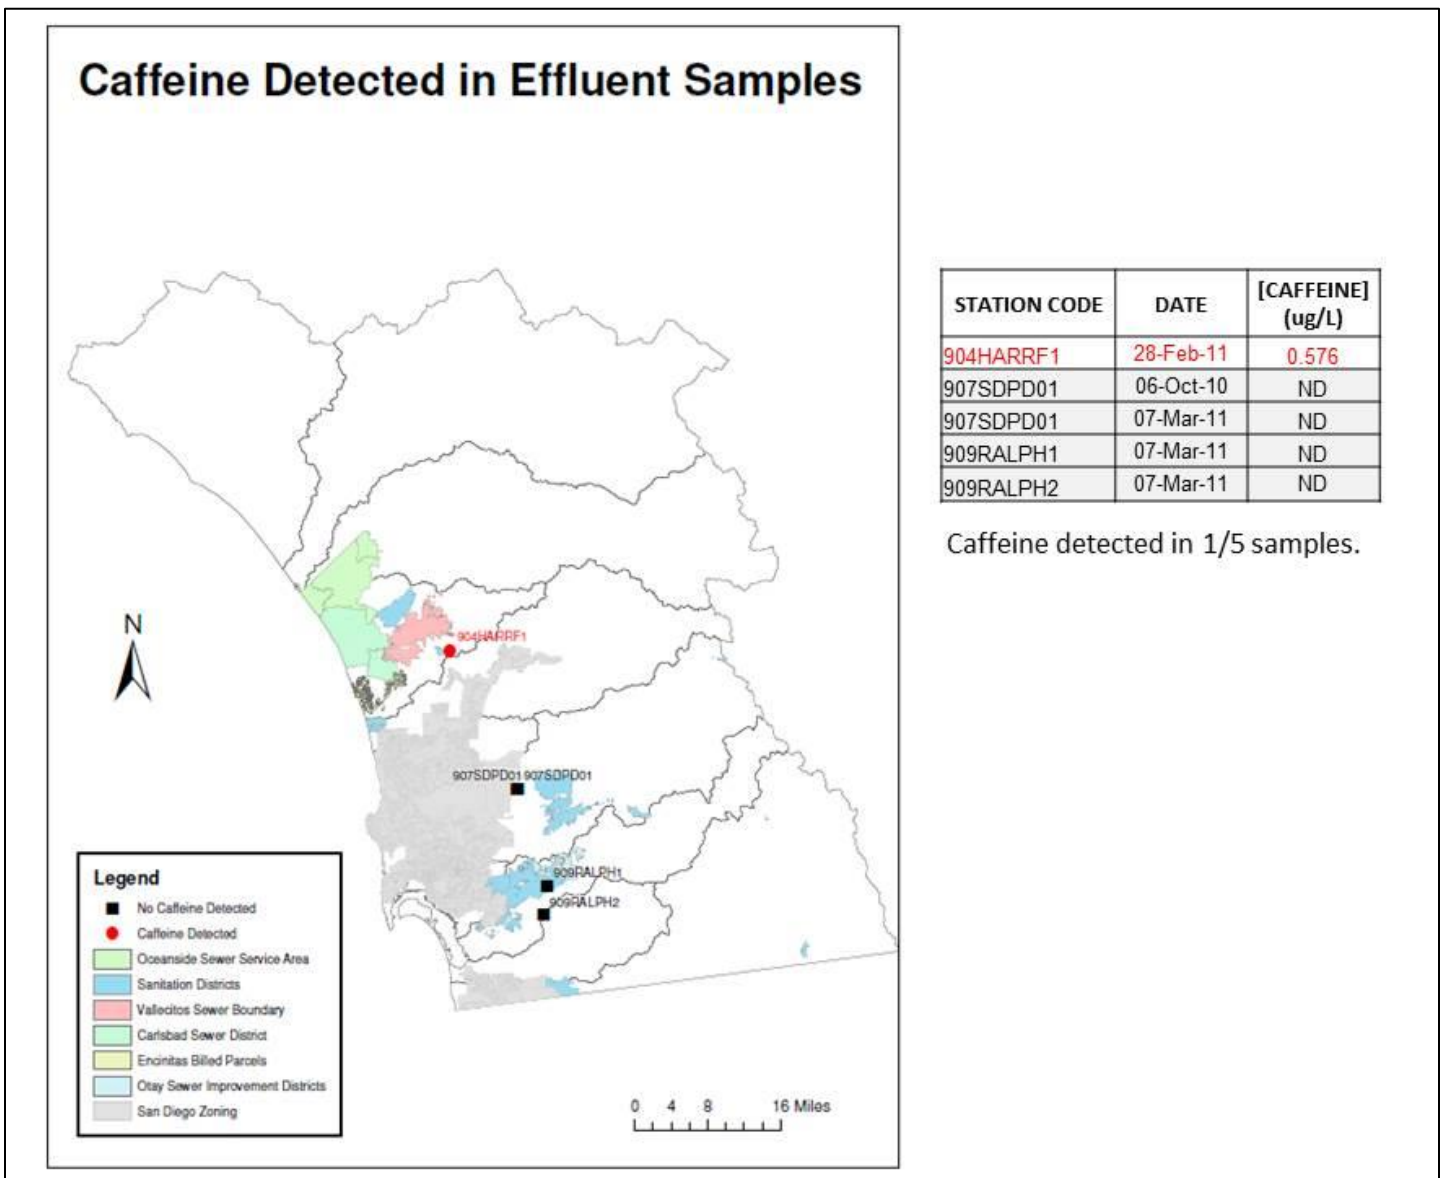 Caffeine Detected in Effluent Samples
N
904HARRF1
907SDPD01 907SDPD01
909RALPH1
909RALPH2
Legend
No Caffeine Detected
Caffeine Detected
Oceanside Sewer Service Area
Sanitation Districts
Vallecitos Sewer Boundary
Carlsbad Sewer District
Encinitas Billed Parcels
Otay Sewer Improvement Districts
San Diego Zoning
0 4 8 16 Miles
STATION CODE DATE [CAFFEINE] (ug/L)
904HARRF1 28-Feb-11 0.576
907SDPD01 06-Oct-10 ND
907SDPD01 07-Mar-11 ND
909RALPH1 07-Mar-11 ND
909RALPH2 07-Mar-11 ND
Caffeine detected in 1/5 samples.